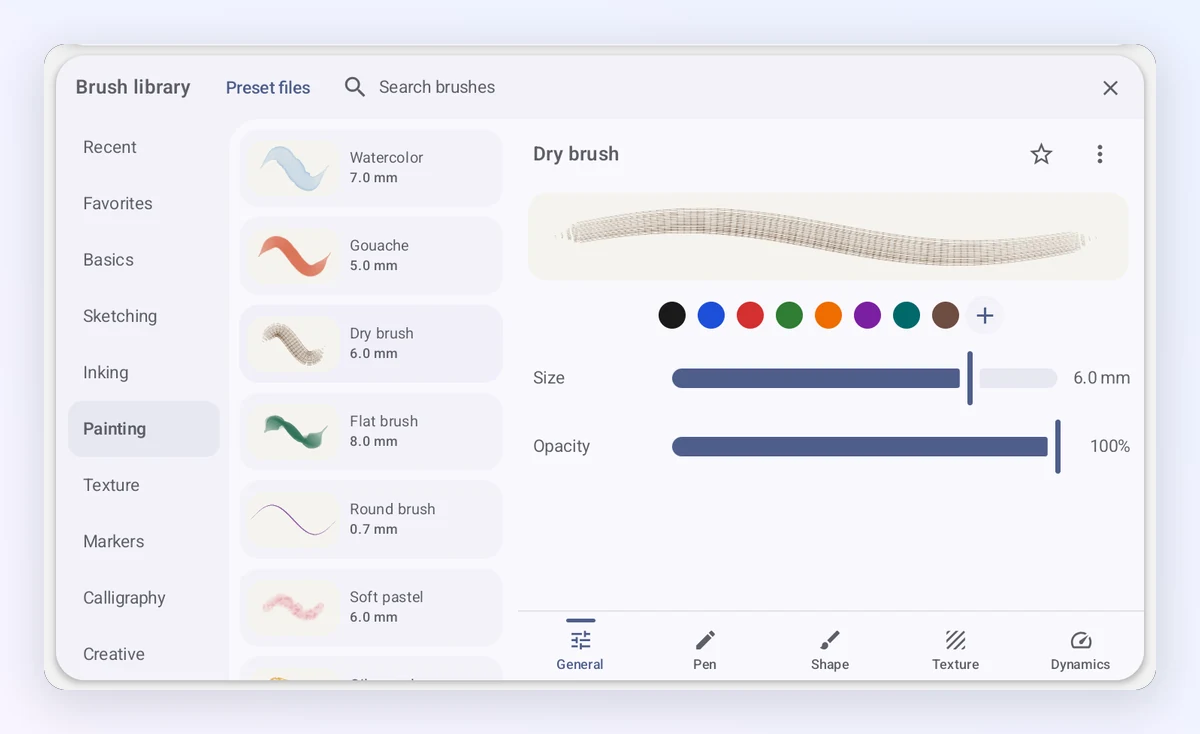 Brush library
Preset files
Search brushes
Recent
Favorites
Basics
Sketching
Inking
Painting
Texture
Markers
Calligraphy
Creative
Watercolor
7.0 mm
Gouache
5.0 mm
Dry brush
6.0 mm
Flat brush
8.0 mm
Round brush
0.7 mm
Soft pastel
6.0 mm
Dry brush
Size
6.0 mm
Opacity
100%
General
Pen
Shape
Texture
Dynamics